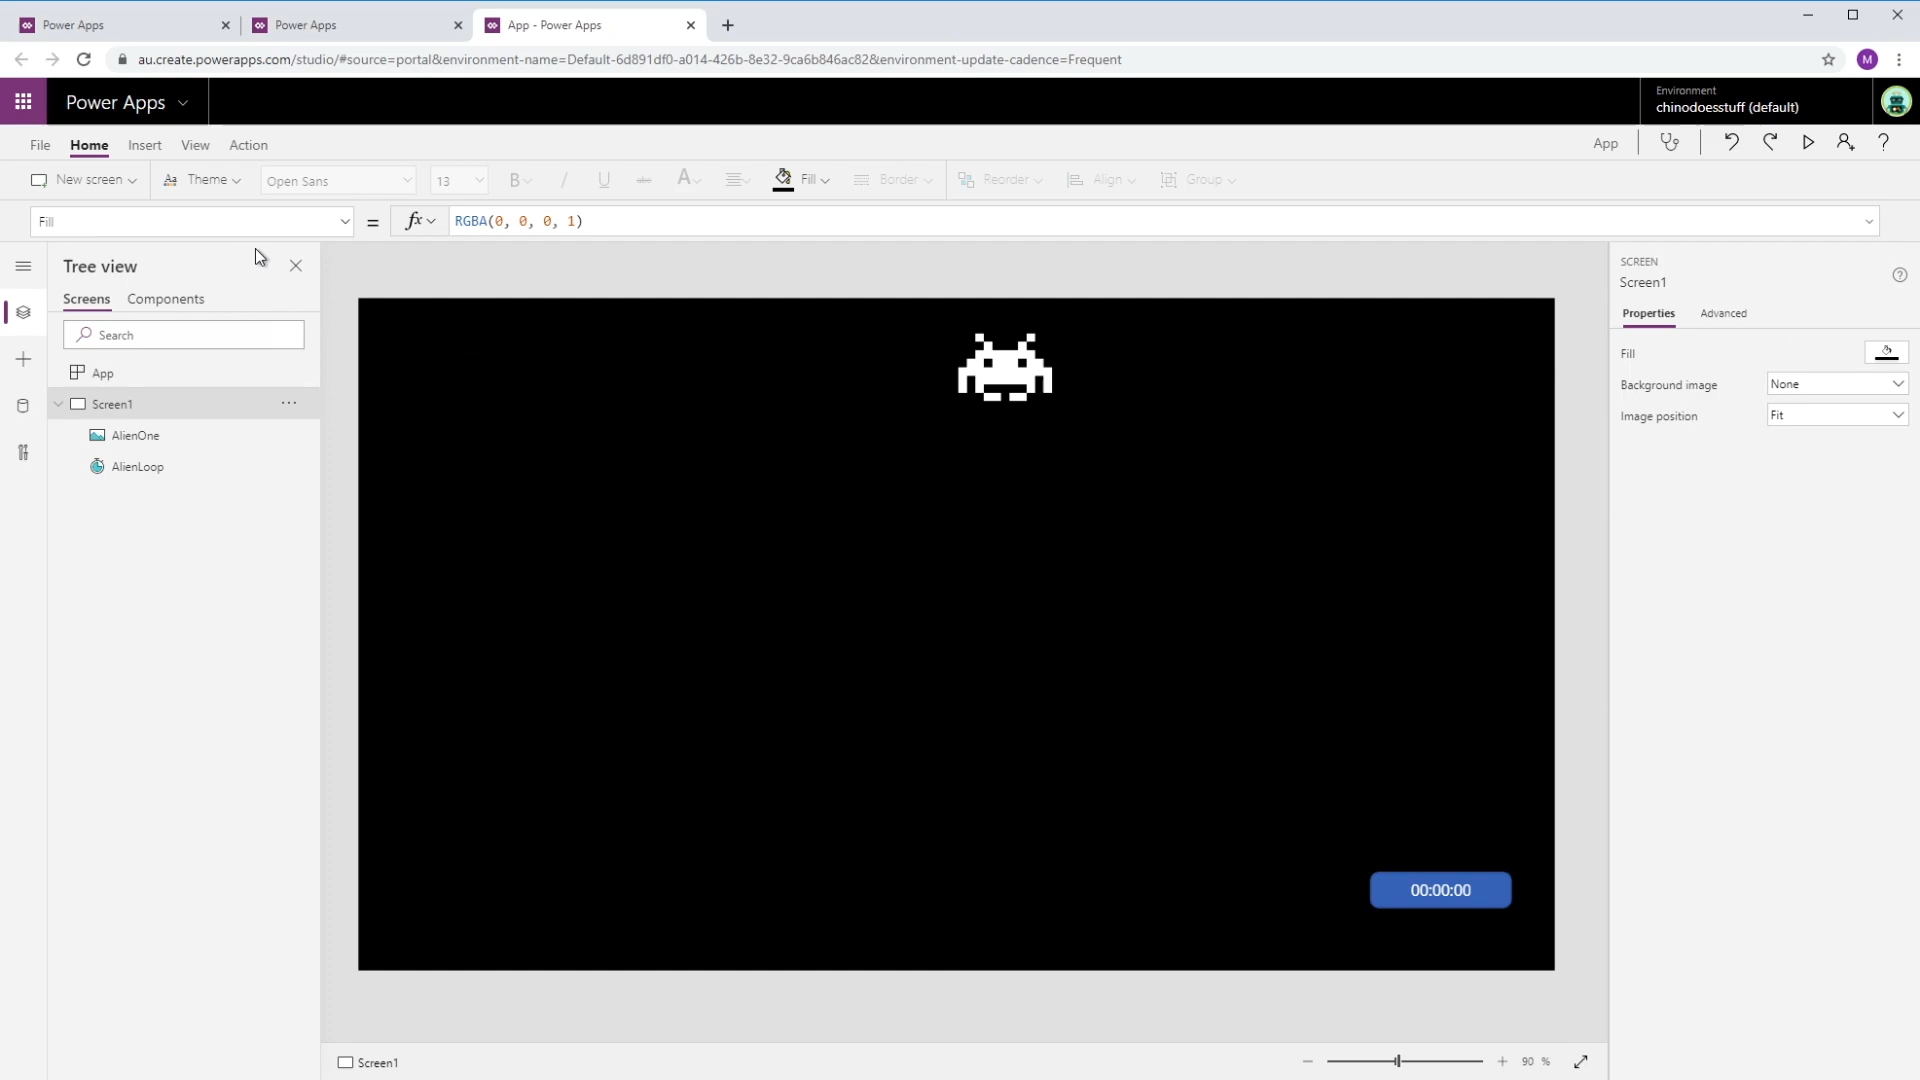 Power Apps
Power Apps
App - Power Apps
au.create.powerapps.com/studio/#source=portal&environment-name=Default-6d891df0-a014-426b-8e32-9ca6b846ac82&environment-update-cadence=Frequent
M
Power Apps
Environment
chinodoesstuff (default)
File Home Insert View Action
App
New screen
Theme
Open Sans
13
B
Fill
Border
Reorder
Align
Group
Fill
=
fx
RGBA(0, 0, 0, 1)
Tree view
Screens Components
Search
App
Screen1
AlienOne
AlienLoop
00:00:00
SCREEN
Screen1
Properties Advanced
Fill
Background image None
Image position Fit
Screen1
90 %